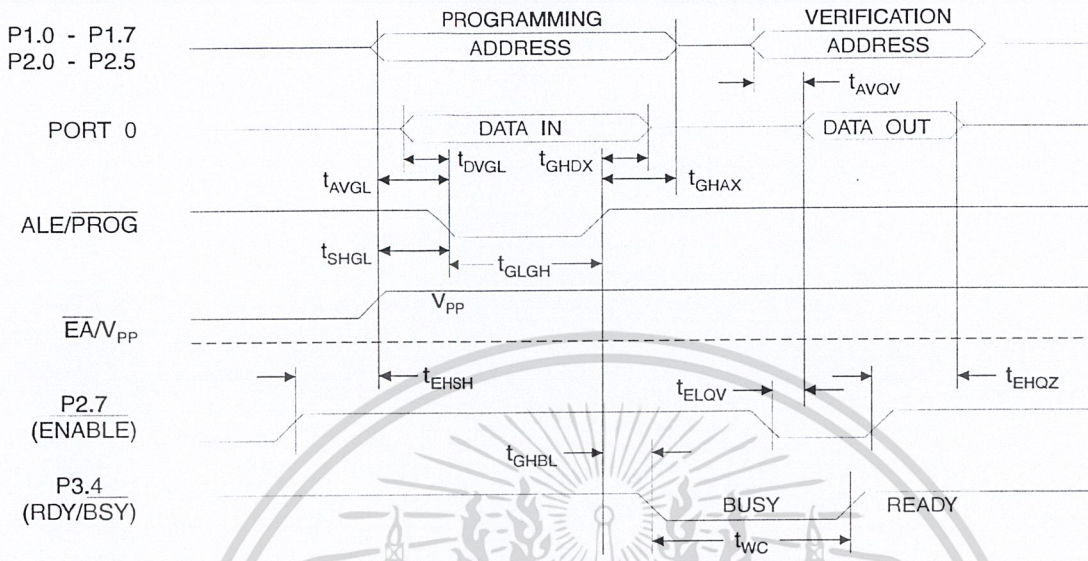 PROGRAMMING
VERIFICATION
P1.0 - P1.7
P2.0 - P2.5
ADDRESS
ADDRESS
tAVQV
PORT 0
DATA IN
DATA OUT
tDVGL
tGHDX
tAVGL
tGHAX
ALE/PROG
tSHGL
tGLGH
VPP
EA/VPP
tEHSH
tELQV
tEHQZ
P2.7
(ENABLE)
tGHBL
P3.4
(RDY/BSY)
BUSY
READY
tWC